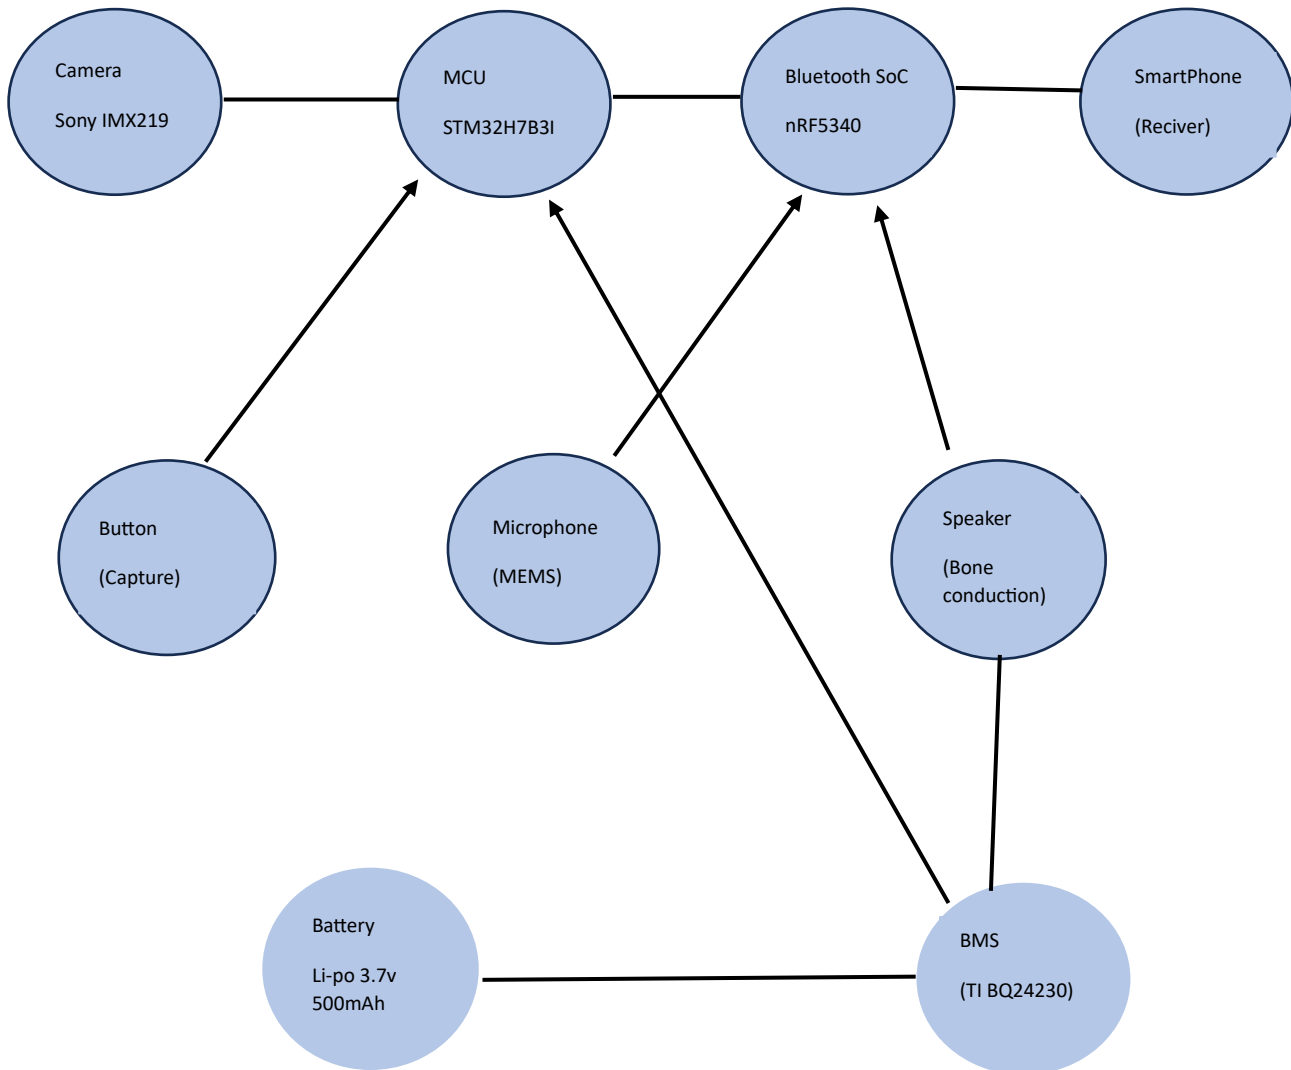 Camera
Sony IMX219
MCU
STM32H7B3I
Bluetooth SoC
nRF5340
SmartPhone
(Reciver)
Button
(Capture)
Microphone
(MEMS)
Speaker
(Bone
conduction)
Battery
Li-po 3.7v
500mAh
BMS
(TI BQ24230)